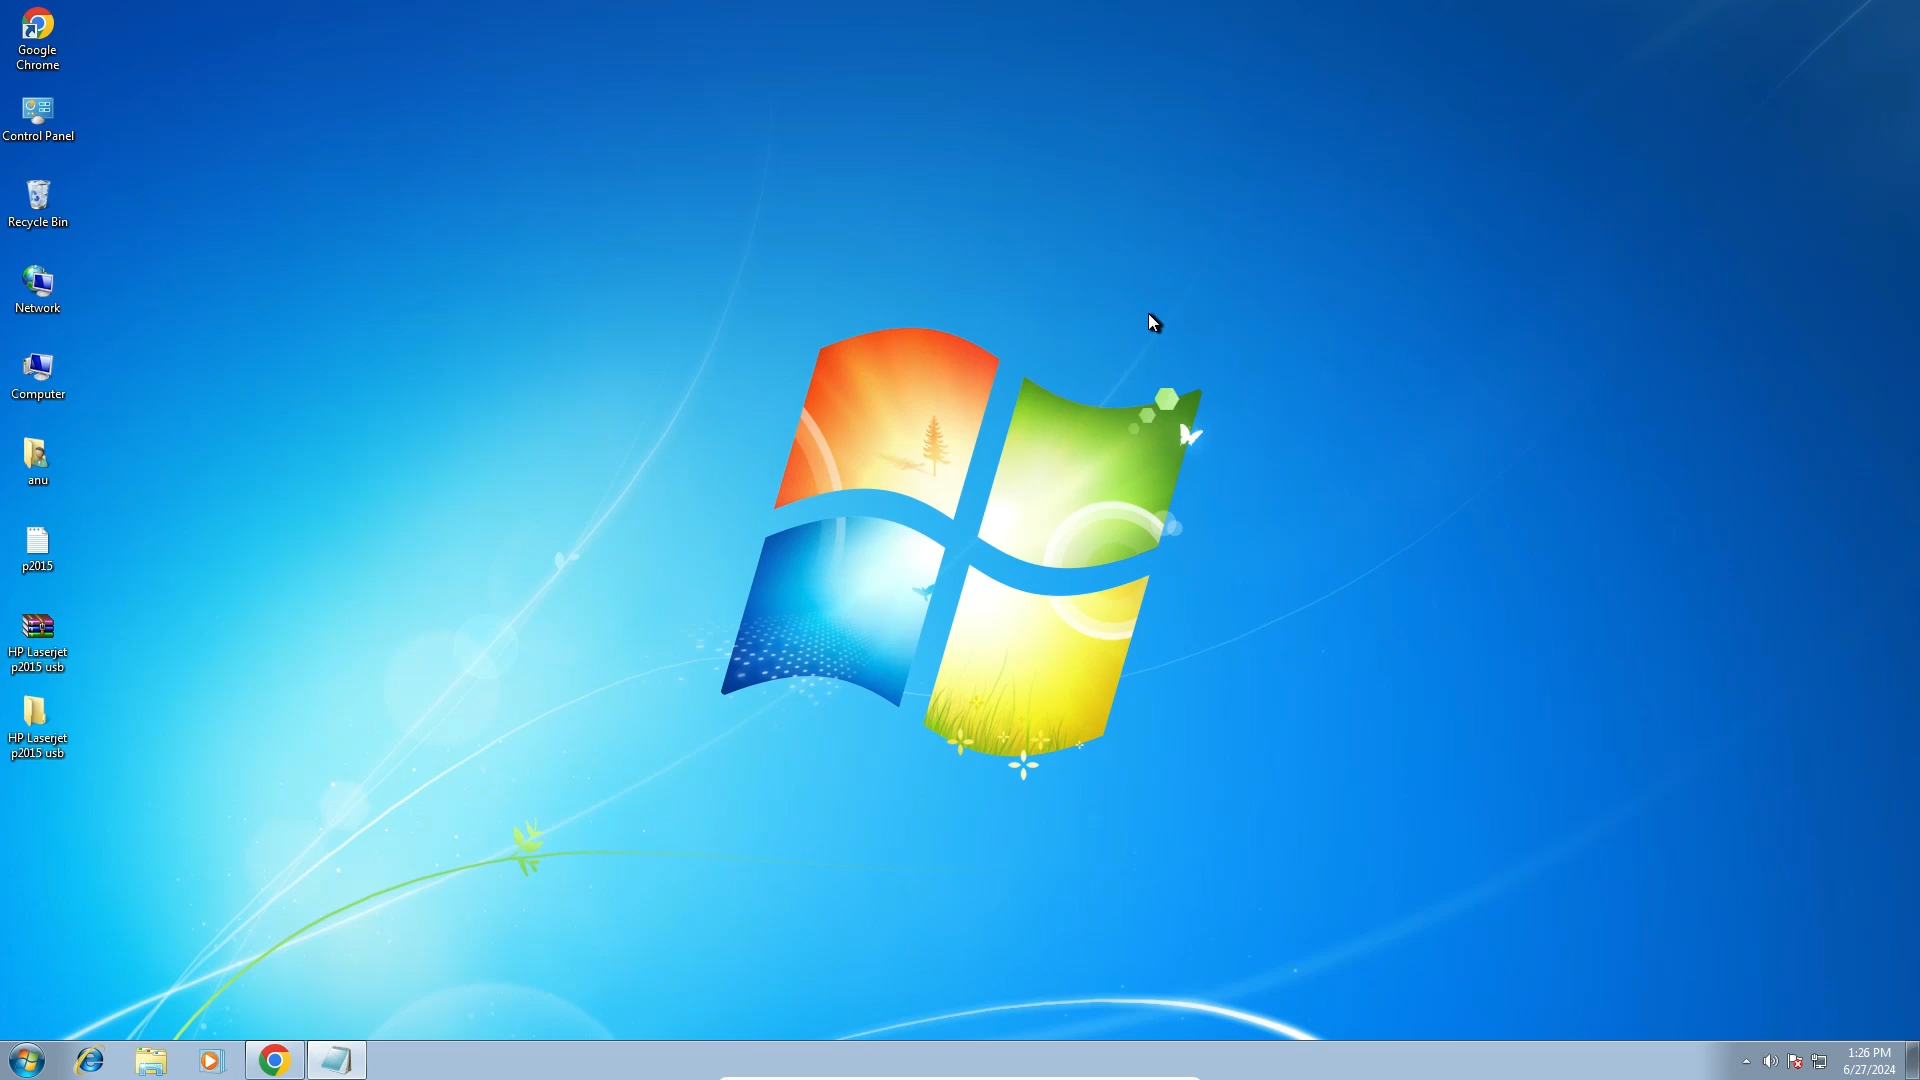 Google
Chrome
Control Panel
Recycle Bin
Network
Computer
anu
p2015
HP Laserjet
p2015 usb
HP Laserjet
p2015 usb
1:26 PM
6/27/2024